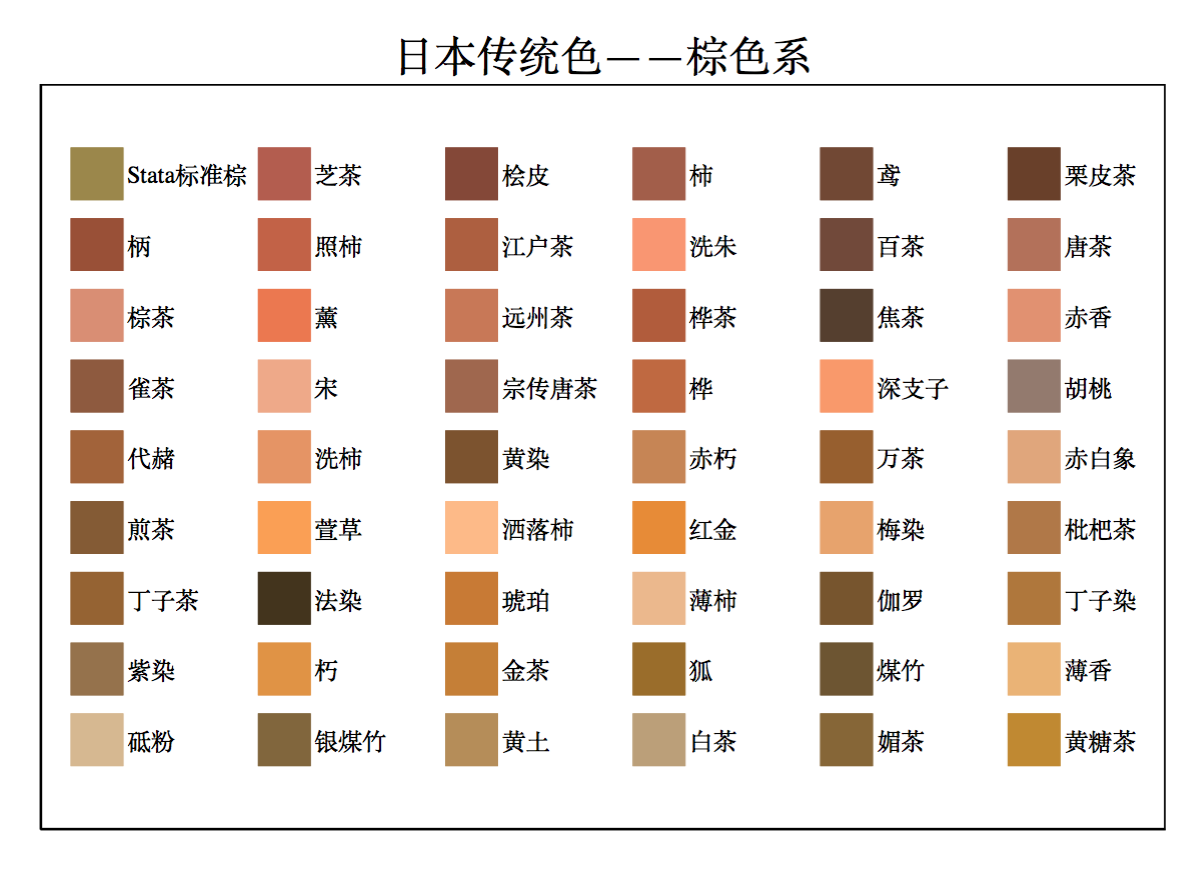 日本传统色——棕色系
Stata标准棕 芝茶 桧皮 柿 鸢 栗皮茶
柄 照柿 江户茶 洗朱 百茶 唐茶
棕茶 薰 远州茶 桦茶 焦茶 赤香
雀茶 宋 宗传唐茶 桦 深支子 胡桃
代赭 洗柿 黄染 赤朽 万茶 赤白象
煎茶 萱草 洒落柿 红金 梅染 枇杷茶
丁子茶 法染 琥珀 薄柿 伽罗 丁子染
紫染 朽 金茶 狐 煤竹 薄香
砥粉 银煤竹 黄土 白茶 媚茶 黄糖茶